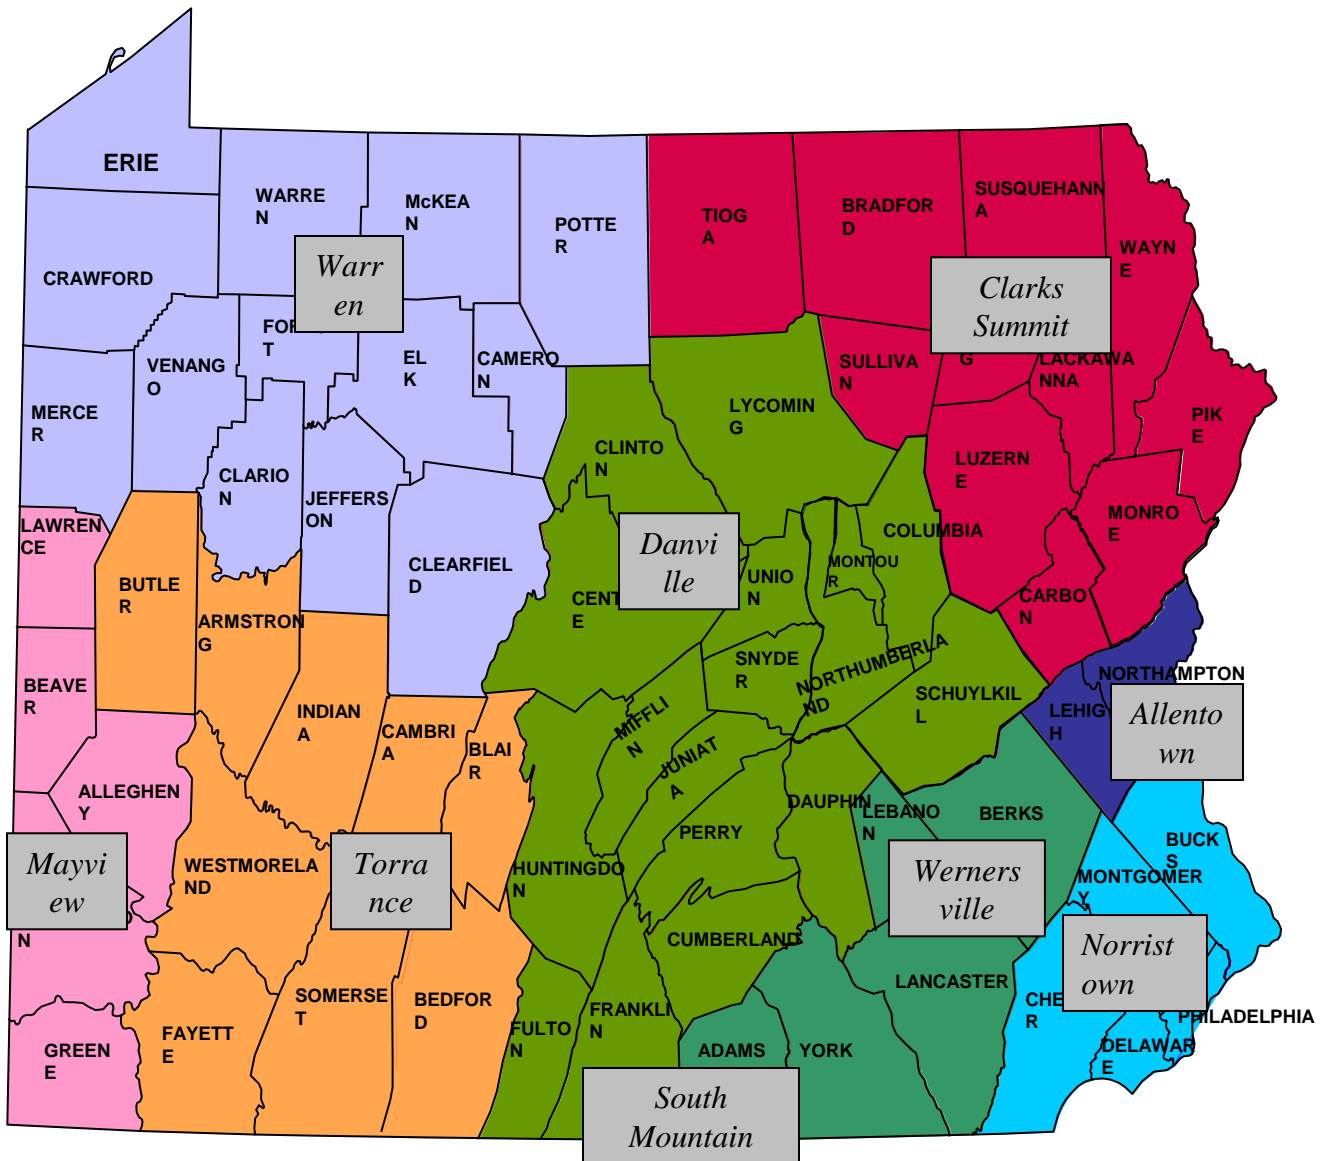 ERIE
WARRE
N
McKEA
N
POTTE
R
TIOG
A
BRADFOR
D
SUSQUEHANN
A
WAYN
E
CRAWFORD
Warr
en
Clarks
Summit
FOR
T
VENANG
O
EL
K
CAMERO
N
SULLIVA
N
G
LACKAWA
NNA
MERCE
R
LYCOMIN
G
PIK
E
CLINTO
N
LUZERN
E
CLARIO
N
JEFFERS
ON
MONRO
E
LAWREN
CE
COLUMBIA
Danvi
lle
MONTOU
R
CLEARFIEL
D
UNIO
N
BUTLE
R
CENT
E
CARBO
N
ARMSTRON
G
SNYDE
R
NORTHUMBERLA
ND
NORTHAMPTON
BEAVE
R
SCHUYLKIL
L
LEHIG
H
Allento
wn
INDIAN
A
CAMBRI
A
BLAI
R
MIFFLI
N
JUNIAT
A
ALLEGHEN
Y
DAUPHIN
LEBANO
N
BERKS
PERRY
BUCK
S
Mayvi
ew
WESTMORELA
ND
Torra
nce
HUNTINGDO
N
Werners
ville
MONTGOMER
Y
O
N
CUMBERLAND
Norrist
own
LANCASTER
SOMERSE
T
BEDFOR
D
FRANKLI
N
CHE
R
PHILADELPHIA
FAYETT
E
FULTO
N
GREEN
E
ADAMS
YORK
DELAWAR
E
South
Mountain